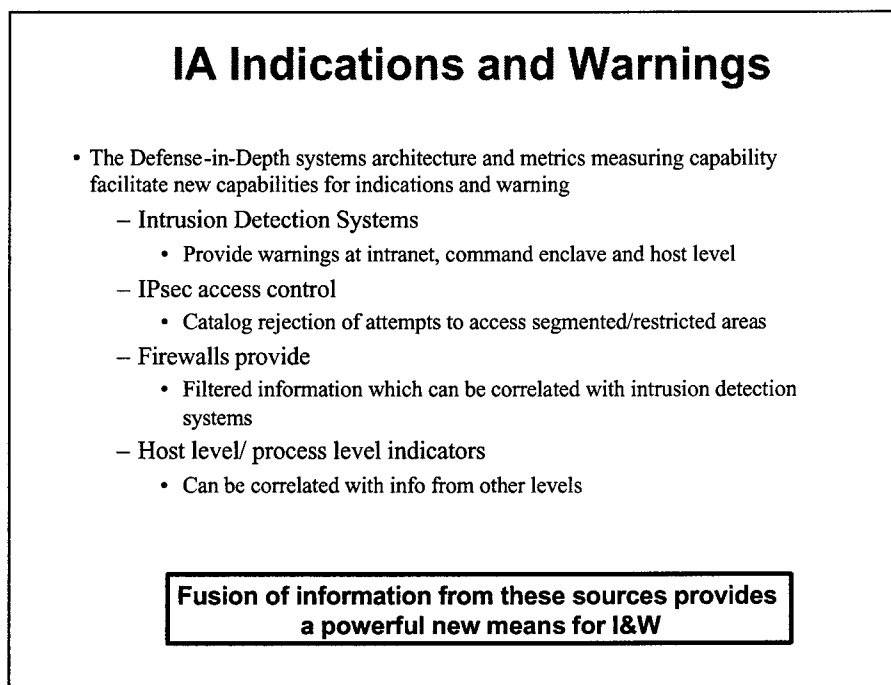 IA Indications and Warnings
• The Defense-in-Depth systems architecture and metrics measuring capability
facilitate new capabilities for indications and warning
– Intrusion Detection Systems
• Provide warnings at intranet, command enclave and host level
– IPsec access control
• Catalog rejection of attempts to access segmented/restricted areas
– Firewalls provide
• Filtered information which can be correlated with intrusion detection
systems
– Host level/ process level indicators
• Can be correlated with info from other levels
Fusion of information from these sources provides
a powerful new means for I&W